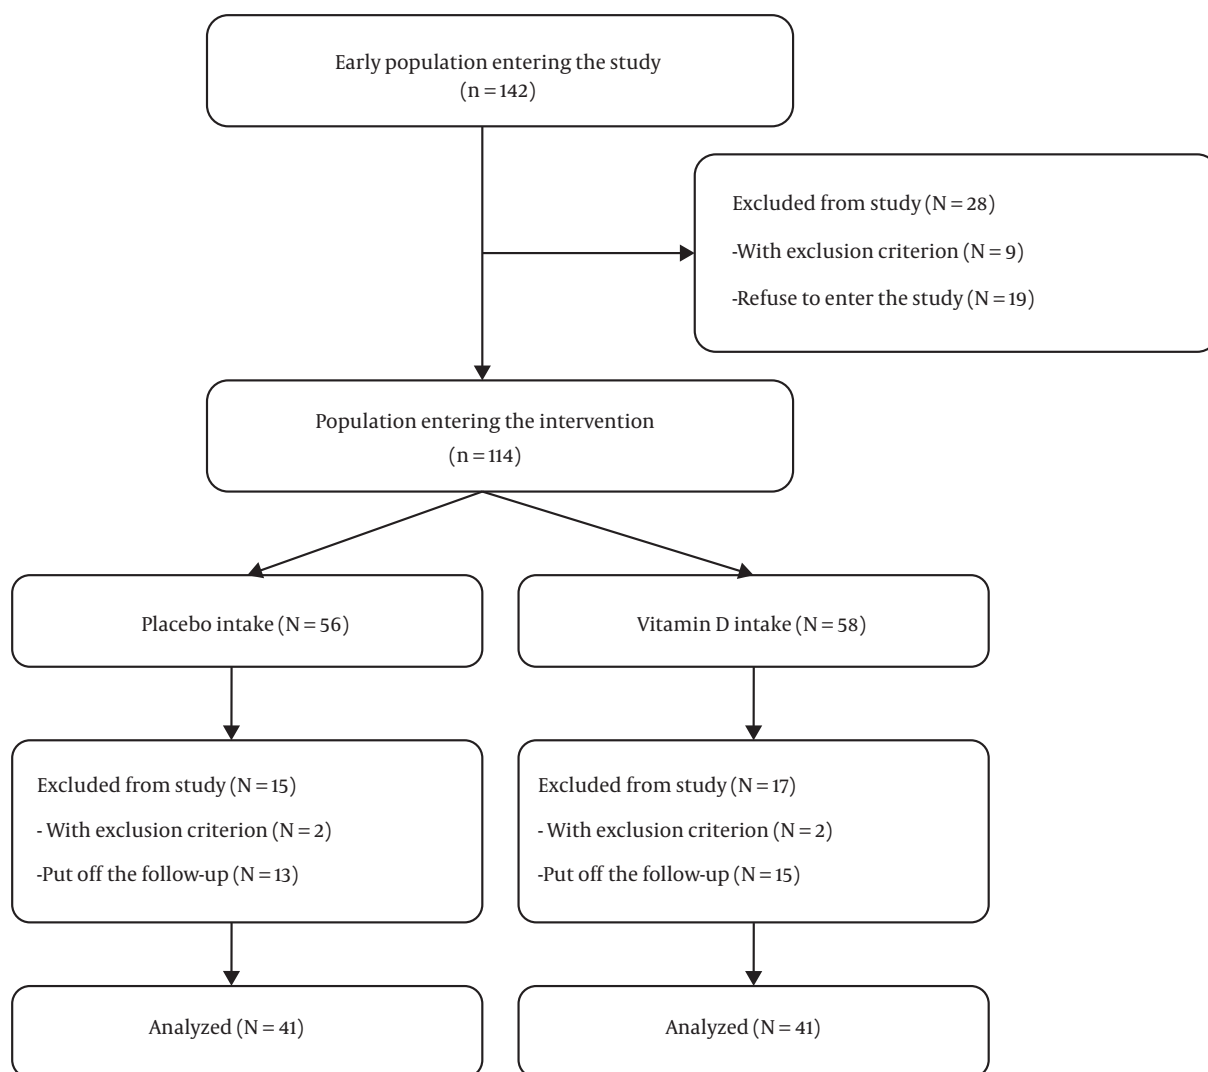 Early population entering the study
(n = 142)
Excluded from study (N = 28)
-With exclusion criterion (N = 9)
-Refuse to enter the study (N = 19)
Population entering the intervention
(n = 114)
Placebo intake (N = 56)
Vitamin D intake (N = 58)
Excluded from study (N = 15)
- With exclusion criterion (N = 2)
-Put off the follow-up (N = 13)
Excluded from study (N = 17)
- With exclusion criterion (N = 2)
-Put off the follow-up (N = 15)
Analyzed (N = 41)
Analyzed (N = 41)